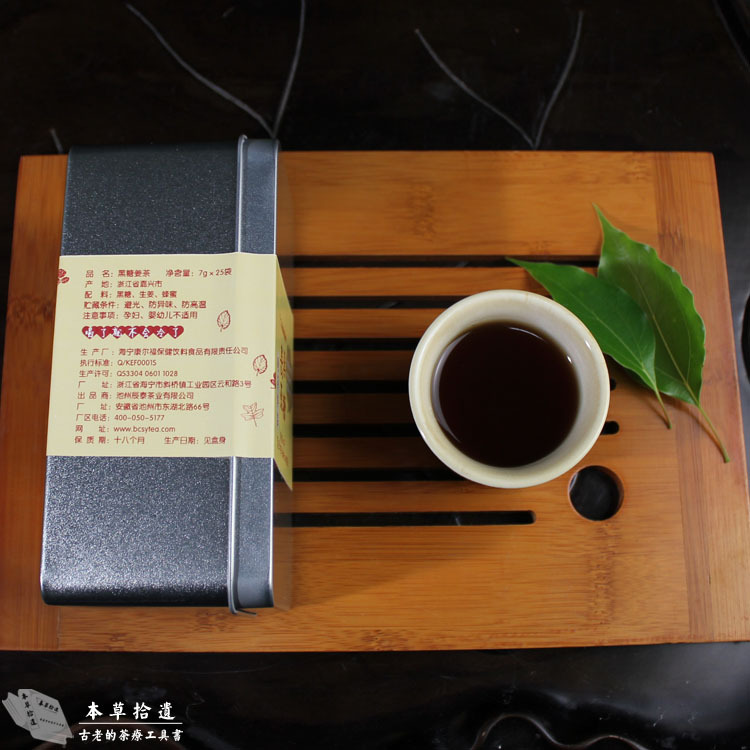 品 名：黑糖姜茶 净含量：7g×25袋
产 地：浙江省嘉兴市
配 料：黑糖、生姜、蜂蜜
贮藏条件：避光、防异味、防高温
注意事项：孕妇、婴幼儿不适用
生 产 厂：海宁康尔福保健饮料食品有限责任公司
执行标准：Q/KEF0001S
生产许可：QS3304 0601 1028
厂 址：浙江省海宁市斜桥镇工业园区云和路3号
出 品 商：池州辰泰茶业有限公司
厂 址：安徽省池州市东湖北路66号
厂区电话：400-050-5177
网 址：www.bcsytea.com
保 质 期：十八个月 生产日期：见盒身
本草拾遺
本草拾遺
古老的茶療工具書